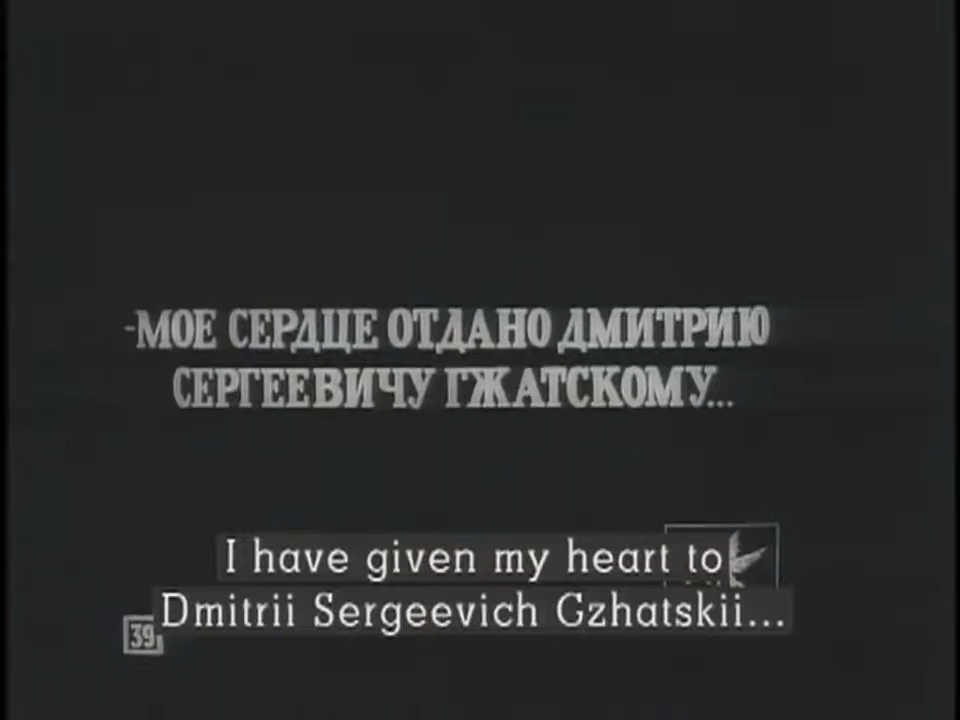 -МОЕ СЕРДЦЕ ОТДАНО ДМИТРИЮ
СЕРГЕЕВИЧУ ГЖАТСКОМУ...
I have given my heart to
Dmitrii Sergeevich Gzhatskii...
39